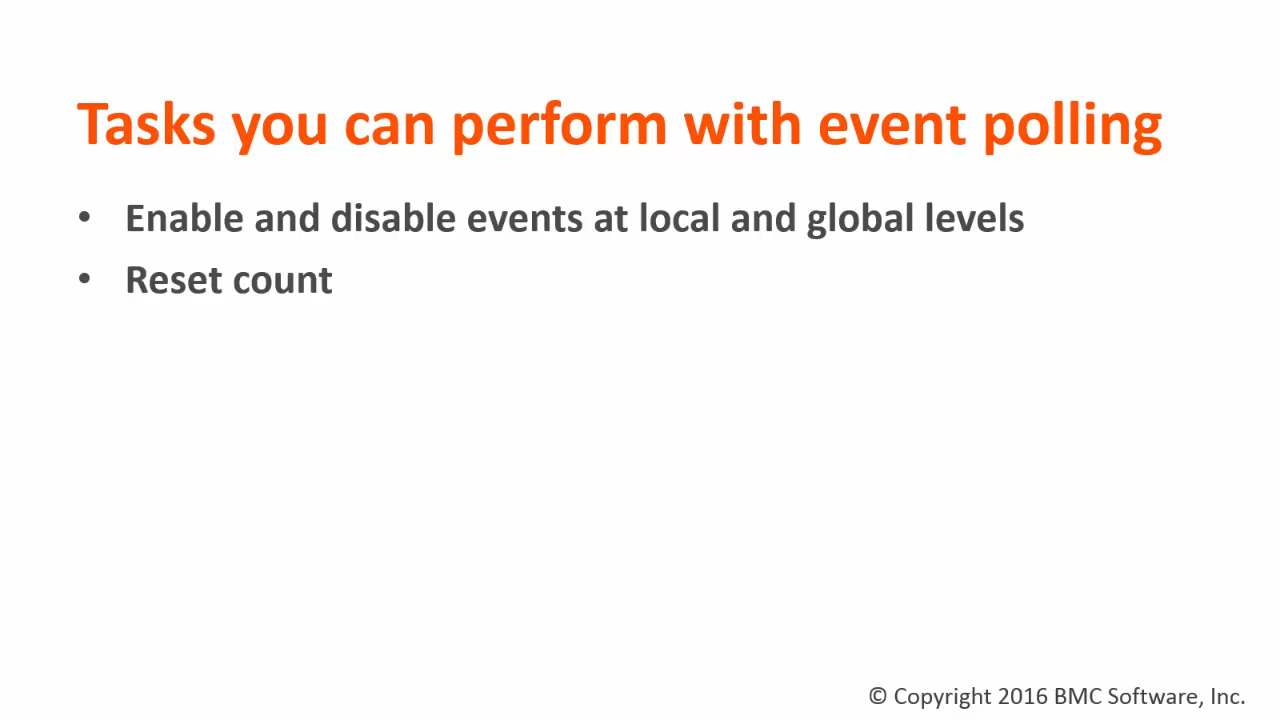 Tasks you can perform with event polling
• Enable and disable events at local and global levels
• Reset count
© Copyright 2016 BMC Software, Inc.